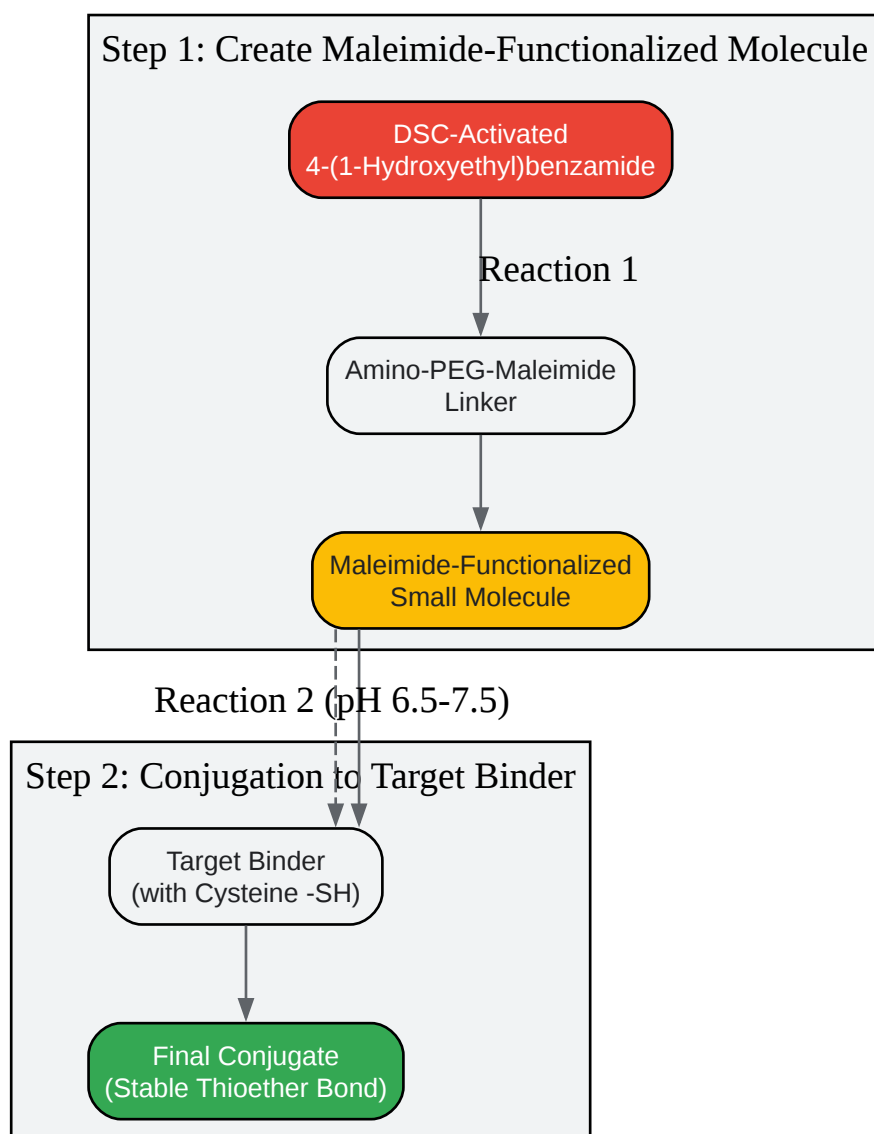 Step 1: Create Maleimide-Functionalized Molecule
DSC-Activated
4-(1-Hydroxyethyl)benzamide
Reaction 1
Amino-PEG-Maleimide
Linker
Maleimide-Functionalized
Small Molecule
Reaction 2 (pH 6.5-7.5)
Step 2: Conjugation to Target Binder
Target Binder
(with Cysteine -SH)
Final Conjugate
(Stable Thioether Bond)